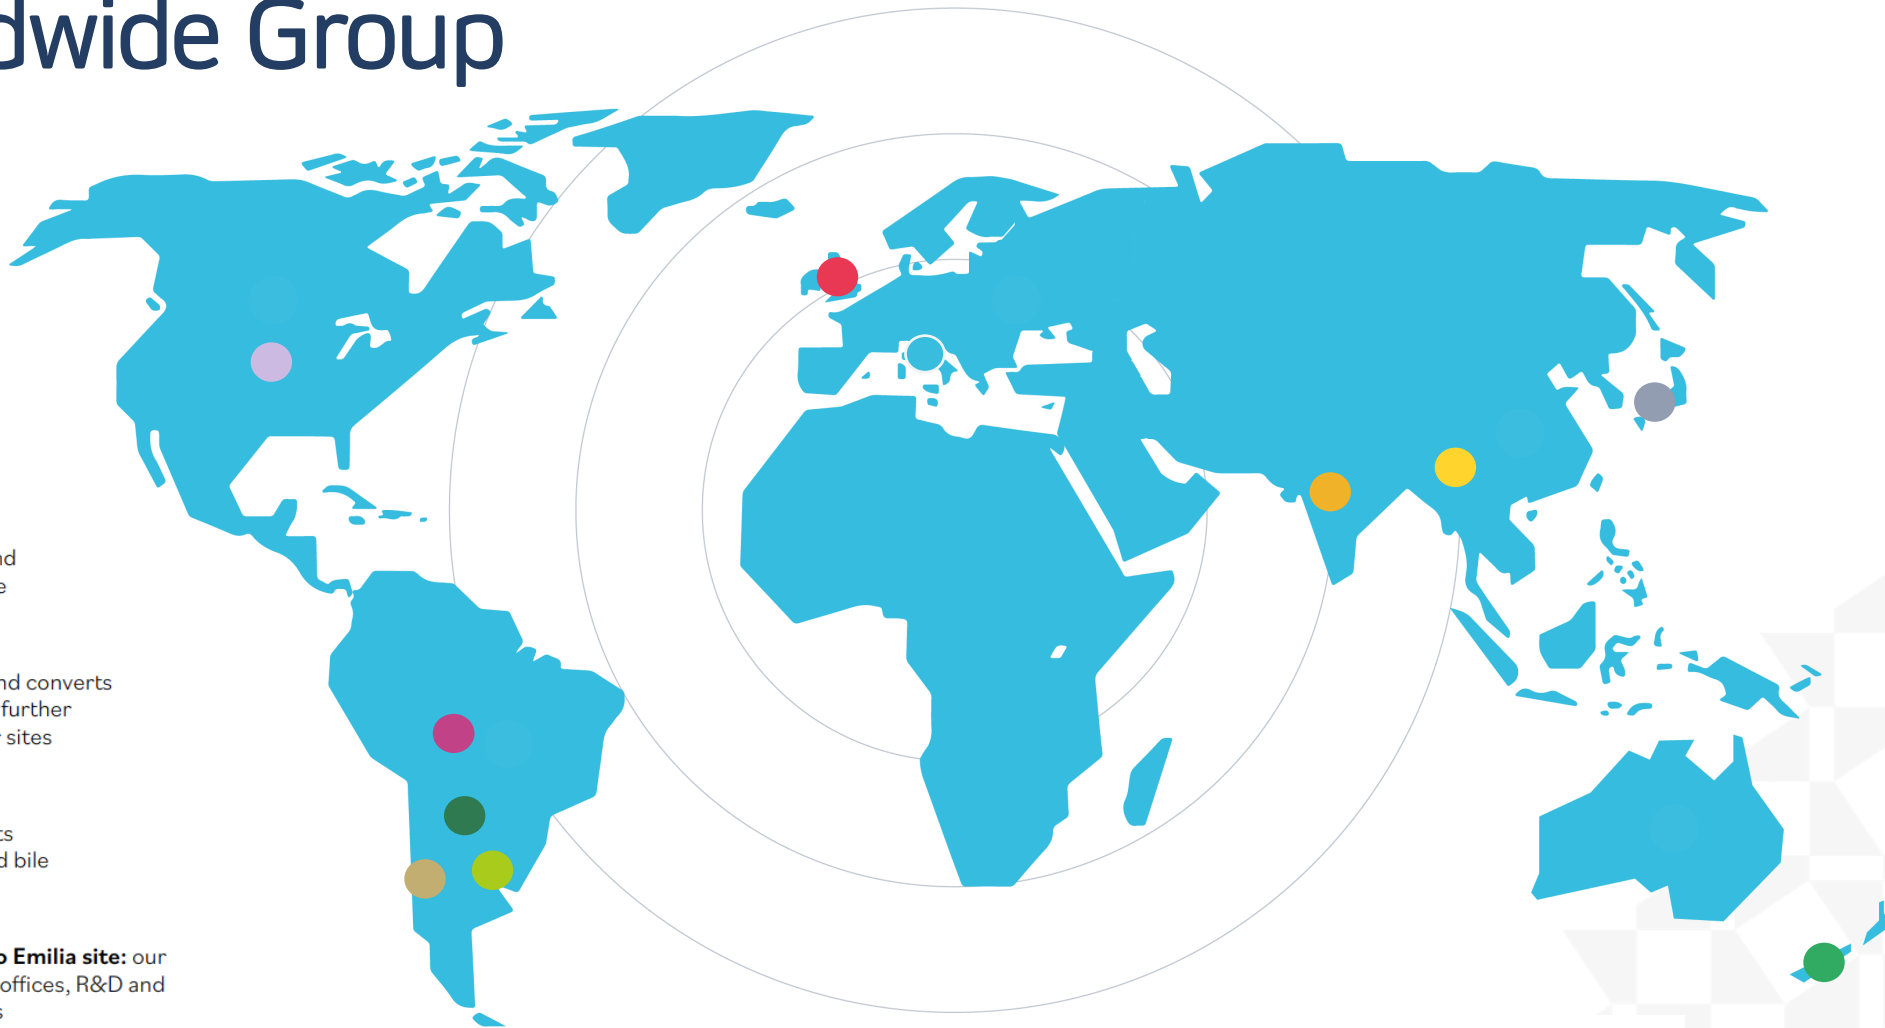 dwide Group
nd
e
nd converts
further
sites
ts
d bile
o Emilia site: our
offices, R&D and
s